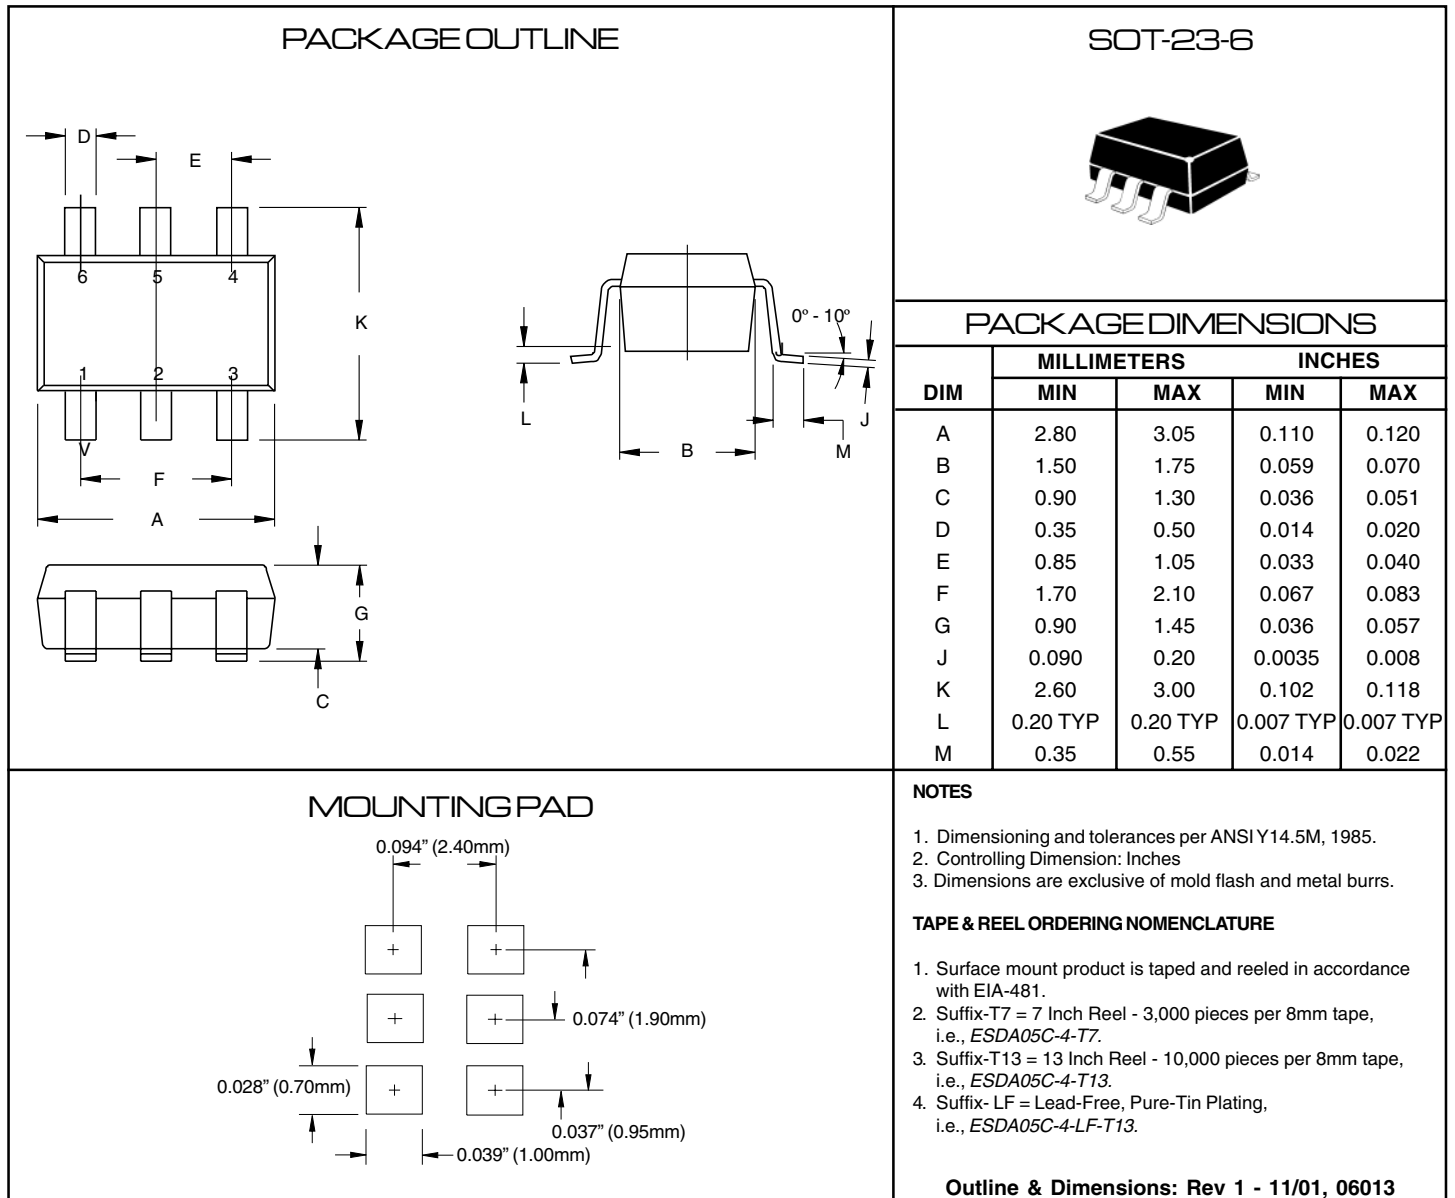 PACKAGE OUTLINE
D
E
6 5 4
K
1 2 3
V
F
A
G
C
0º - 10º
L
B
M
J
SOT-23-6
PACKAGE DIMENSIONS
MILLIMETERS INCHES
DIM MIN MAX MIN MAX
A 2.80 3.05 0.110 0.120
B 1.50 1.75 0.059 0.070
C 0.90 1.30 0.036 0.051
D 0.35 0.50 0.014 0.020
E 0.85 1.05 0.033 0.040
F 1.70 2.10 0.067 0.083
G 0.90 1.45 0.036 0.057
J 0.090 0.20 0.0035 0.008
K 2.60 3.00 0.102 0.118
L 0.20 TYP 0.20 TYP 0.007 TYP 0.007 TYP
M 0.35 0.55 0.014 0.022
MOUNTING PAD
0.094” (2.40mm)
0.074” (1.90mm)
0.028” (0.70mm)
0.037” (0.95mm)
0.039” (1.00mm)
NOTES
1. Dimensioning and tolerances per ANSI Y14.5M, 1985.
2. Controlling Dimension: Inches
3. Dimensions are exclusive of mold flash and metal burrs.
TAPE & REEL ORDERING NOMENCLATURE
1. Surface mount product is taped and reeled in accordance
with EIA-481.
2. Suffix-T7 = 7 Inch Reel - 3,000 pieces per 8mm tape,
i.e., ESDA05C-4-T7.
3. Suffix-T13 = 13 Inch Reel - 10,000 pieces per 8mm tape,
i.e., ESDA05C-4-T13.
4. Suffix- LF = Lead-Free, Pure-Tin Plating,
i.e., ESDA05C-4-LF-T13.
Outline & Dimensions: Rev 1 - 11/01, 06013